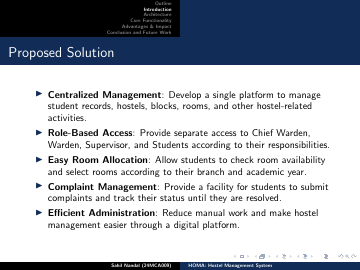 Outline
Introduction
Architecture
Core Functionality
Advantages & Impact
Conclusion and Future Work
Proposed Solution
Centralized Management: Develop a single platform to manage
student records, hostels, blocks, rooms, and other hostel-related
activities.
Role-Based Access: Provide separate access to Chief Warden,
Warden, Supervisor, and Students according to their responsibilities.
Easy Room Allocation: Allow students to check room availability
and select rooms according to their branch and academic year.
Complaint Management: Provide a facility for students to submit
complaints and track their status until they are resolved.
Efficient Administration: Reduce manual work and make hostel
management easier through a digital platform.
Sahil Nandal (24MCA009)
HOMA: Hostel Management System